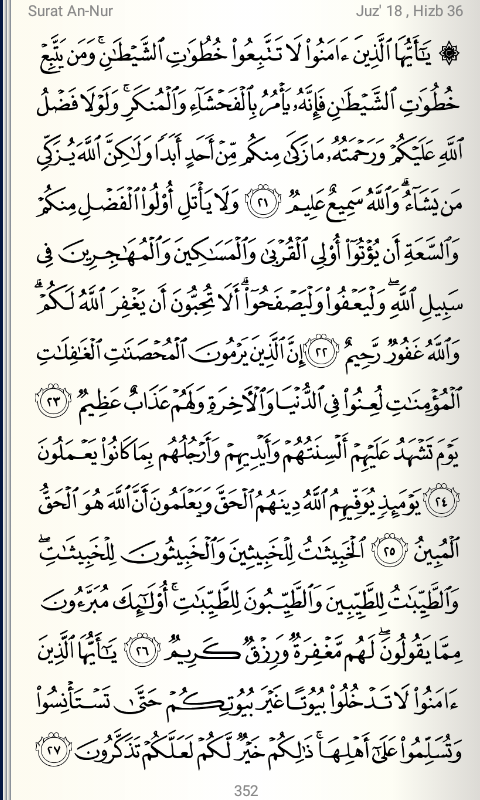 Surat An-Nur Juz' 18 , Hizb 36
۞ يَٰٓأَيُّهَا ٱلَّذِينَ ءَامَنُوا۟ لَا تَتَّبِعُوا۟ خُطُوَٰتِ ٱلشَّيْطَٰنِ ۚ وَمَن يَتَّبِعْ
خُطُوَٰتِ ٱلشَّيْطَٰنِ فَإِنَّهُۥ يَأْمُرُ بِٱلْفَحْشَآءِ وَٱلْمُنكَرِ ۚ وَلَوْلَا فَضْلُ
ٱللَّهِ عَلَيْكُمْ وَرَحْمَتُهُۥ مَا زَكَىٰ مِنكُم مِّنْ أَحَدٍ أَبَدًا وَلَٰكِنَّ ٱللَّهَ يُزَكِّى
مَن يَشَآءُ ۗ وَٱللَّهُ سَمِيعٌ عَلِيمٌ ٢١ وَلَا يَأْتَلِ أُو۟لُوا۟ ٱلْفَضْلِ مِنكُمْ
وَٱلسَّعَةِ أَن يُؤْتُوٓا۟ أُو۟لِى ٱلْقُرْبَىٰ وَٱلْمَسَٰكِينَ وَٱلْمُهَٰجِرِينَ فِى
سَبِيلِ ٱللَّهِ ۖ وَلْيَعْفُوا۟ وَلْيَصْفَحُوٓا۟ ۗ أَلَا تُحِبُّونَ أَن يَغْفِرَ ٱللَّهُ لَكُمْ ۗ
وَٱللَّهُ غَفُورٌ رَّحِيمٌ ٢٢ إِنَّ ٱلَّذِينَ يَرْمُونَ ٱلْمُحْصَنَٰتِ ٱلْغَٰفِلَٰتِ
ٱلْمُؤْمِنَٰتِ لُعِنُوا۟ فِى ٱلدُّنْيَا وَٱلْءَاخِرَةِ وَلَهُمْ عَذَابٌ عَظِيمٌ ٢٣
يَوْمَ تَشْهَدُ عَلَيْهِمْ أَلْسِنَتُهُمْ وَأَيْدِيهِمْ وَأَرْجُلُهُم بِمَا كَانُوا۟ يَعْمَلُونَ
٢٤ يَوْمَئِذٍ يُوَفِّيهِمُ ٱللَّهُ دِينَهُمُ ٱلْحَقَّ وَيَعْلَمُونَ أَنَّ ٱللَّهَ هُوَ ٱلْحَقُّ
ٱلْمُبِينُ ٢٥ ٱلْخَبِيثَٰتُ لِلْخَبِيثِينَ وَٱلْخَبِيثُونَ لِلْخَبِيثَٰتِ ۖ
وَٱلطَّيِّبَٰتُ لِلطَّيِّبِينَ وَٱلطَّيِّبُونَ لِلطَّيِّبَٰتِ ۚ أُو۟لَٰٓئِكَ مُبَرَّءُونَ
مِمَّا يَقُولُونَ ۖ لَهُم مَّغْفِرَةٌ وَرِزْقٌ كَرِيمٌ ٢٦ يَٰٓأَيُّهَا ٱلَّذِينَ
ءَامَنُوا۟ لَا تَدْخُلُوا۟ بُيُوتًا غَيْرَ بُيُوتِكُمْ حَتَّىٰ تَسْتَأْنِسُوا۟
وَتُسَلِّمُوا۟ عَلَىٰٓ أَهْلِهَا ۚ ذَٰلِكُمْ خَيْرٌ لَّكُمْ لَعَلَّكُمْ تَذَكَّرُونَ ٢٧
352